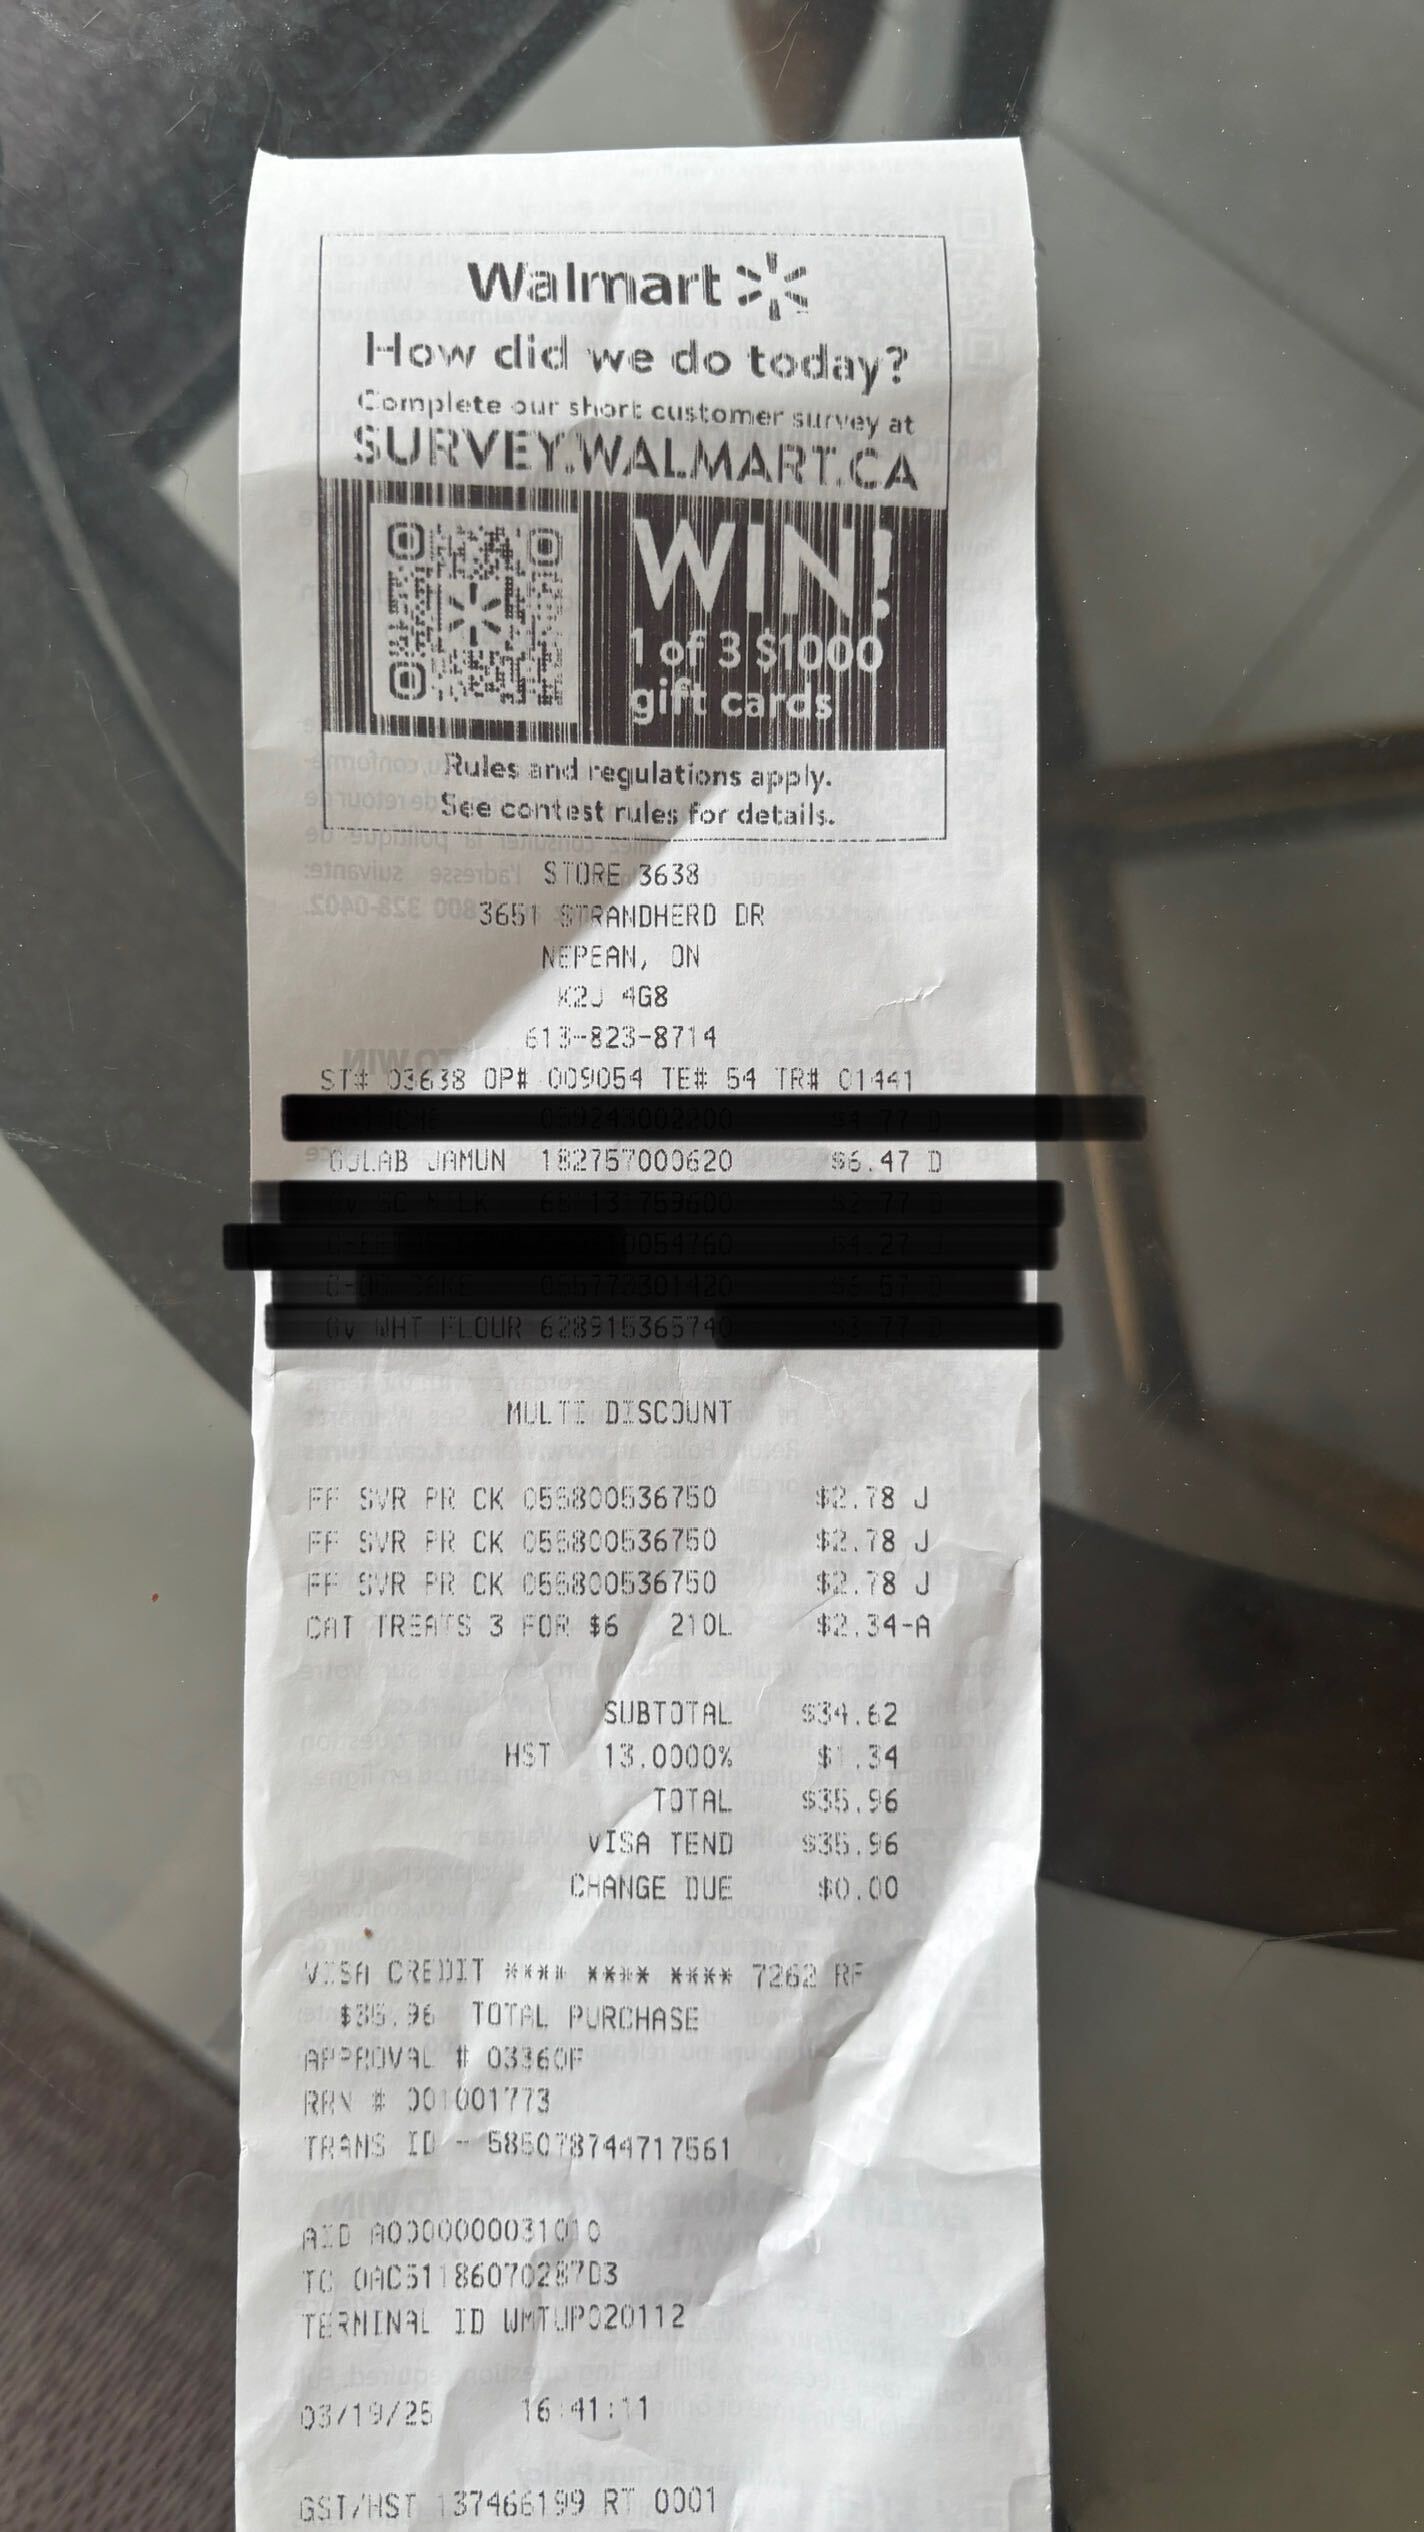 Walmart
How did we do today?
Complete our short customer survey at
SURVEY.WALMART.CA
WIN!
1 of 3 $1000
gift cards
Rules and regulations apply.
See contest rules for details.
STORE 3638
3651 STRANDHERD DR
NEPEAN, ON
K2J 4G8
613-823-8714
ST# 03638 OP# 009054 TE# 54 TR# 01441
GULAB JAMUN 182757000620 $6.47 D
MULTI DISCOUNT
FF SVR PR CK 055800536750 $2.78 J
FF SVR PR CK 055800536750 $2.78 J
FF SVR PR CK 055800536750 $2.78 J
CAT TREATS 3 FOR $6 210L $2.34-A
SUBTOTAL $34.62
HST 13.0000% $1.34
TOTAL $35.96
VISA TEND $35.96
CHANGE DUE $0.00
VISA CREDIT **** **** **** 7262 RF
$35.96 TOTAL PURCHASE
APPROVAL # 03360F
RRN # 001001773
TRANS ID - 585078744717561
AID A0000000031010
TC 0AC51186070287D3
TERMINAL ID WMTUP020112
03/19/25 16:41:11
GST/HST 137466199 RT 0001